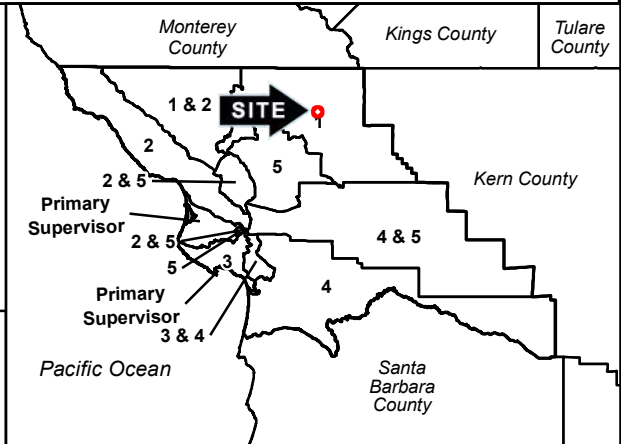 Monterey
County
Kings County
Tulare
County
1 & 2
SITE
2
5
2 & 5
Kern County
Primary
Supervisor
2 & 5
4 & 5
5
3
Primary
Supervisor
4
3 & 4
Pacific Ocean
Santa
Barbara
County